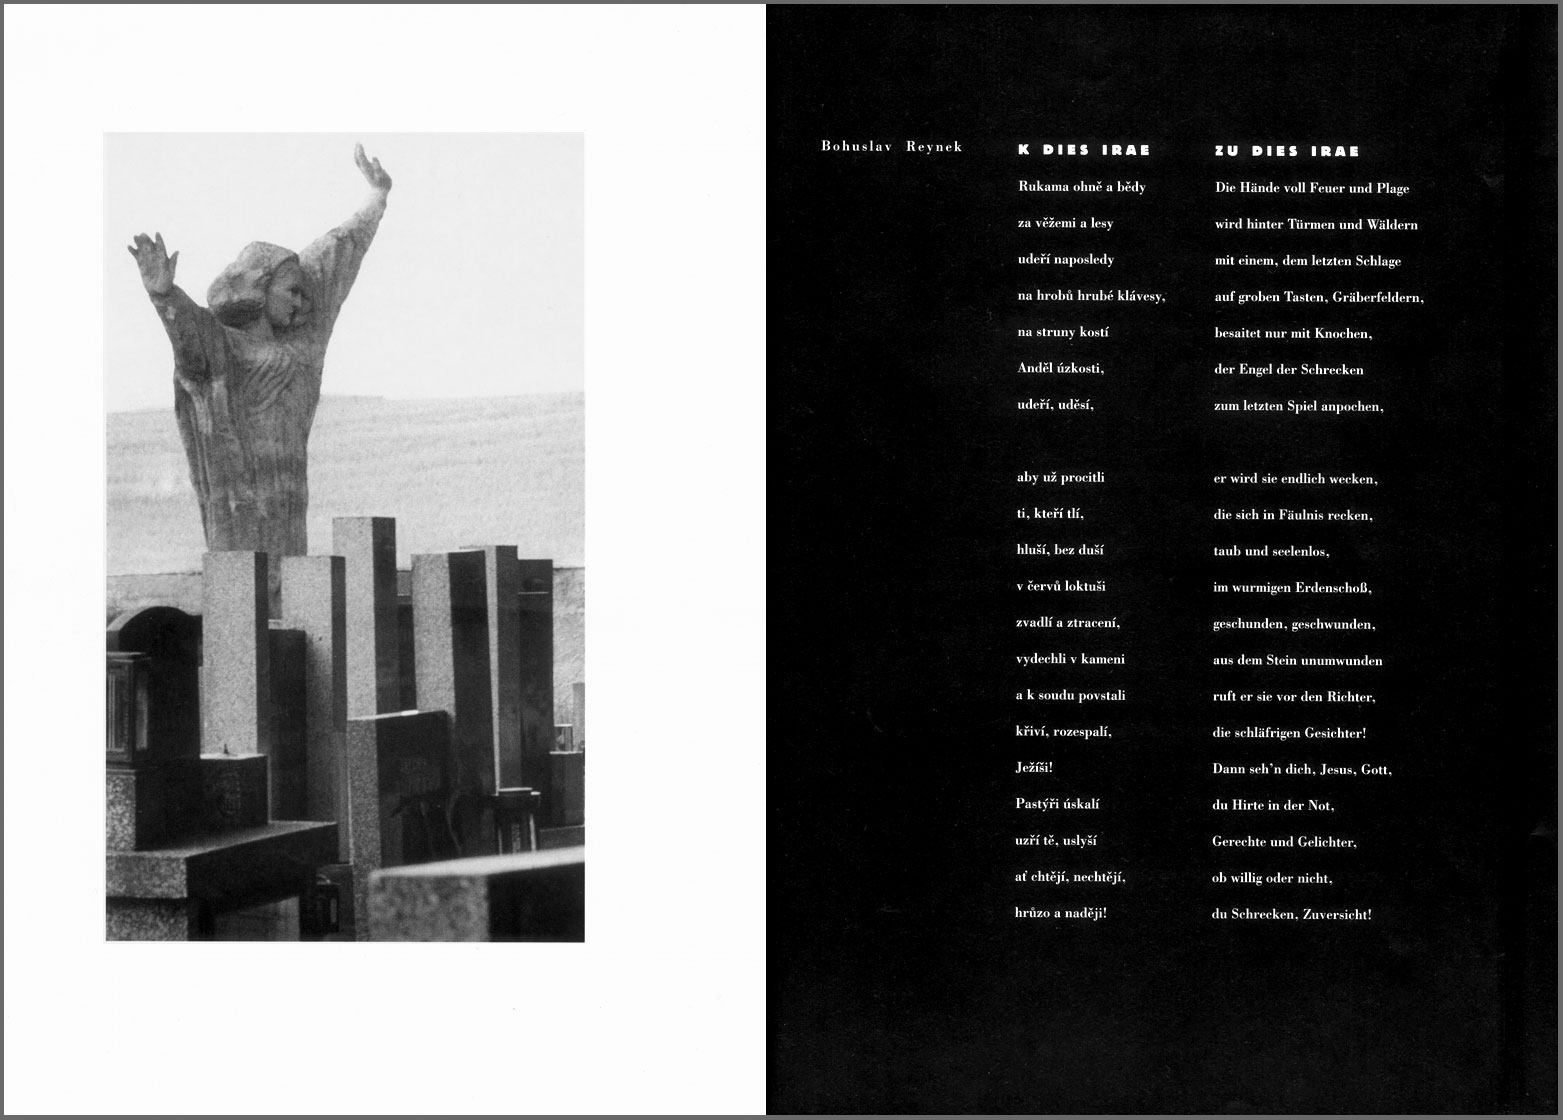 Bohuslav Reynek
K DIES IRAE
Rukama ohně a bědy
za věžemi a lesy
udeří naposledy
na hrobů hrubé klávesy,
na struny kostí
Anděl úzkosti,
udeří, uděsí,
aby už procitli
ti, kteří tlí,
hluší, bez duší
v červů loktuši
zvadlí a ztracení,
vydechli v kameni
a k soudu povstali
křiví, rozespalí,
Ježíši!
Pastýři úskalí
uzří tě, uslyší
ať chtějí, nechtějí,
hrůzo a naději!
ZU DIES IRAE
Die Hände voll Feuer und Plage
wird hinter Türmen und Wäldern
mit einem, dem letzten Schlage
auf groben Tasten, Gräberfeldern,
besaitet nur mit Knochen,
der Engel der Schrecken
zum letzten Spiel anpochen,
er wird sie endlich wecken,
die sich in Fäulnis recken,
taub und seelenlos,
im wurmigen Erdenschoß,
geschunden, geschwunden,
aus dem Stein unumwunden
ruft er sie vor den Richter,
die schläfrigen Gesichter!
Dann seh'n dich, Jesus, Gott,
du Hirte in der Not,
Gerechte und Gelichter,
ob willig oder nicht,
du Schrecken, Zuversicht!